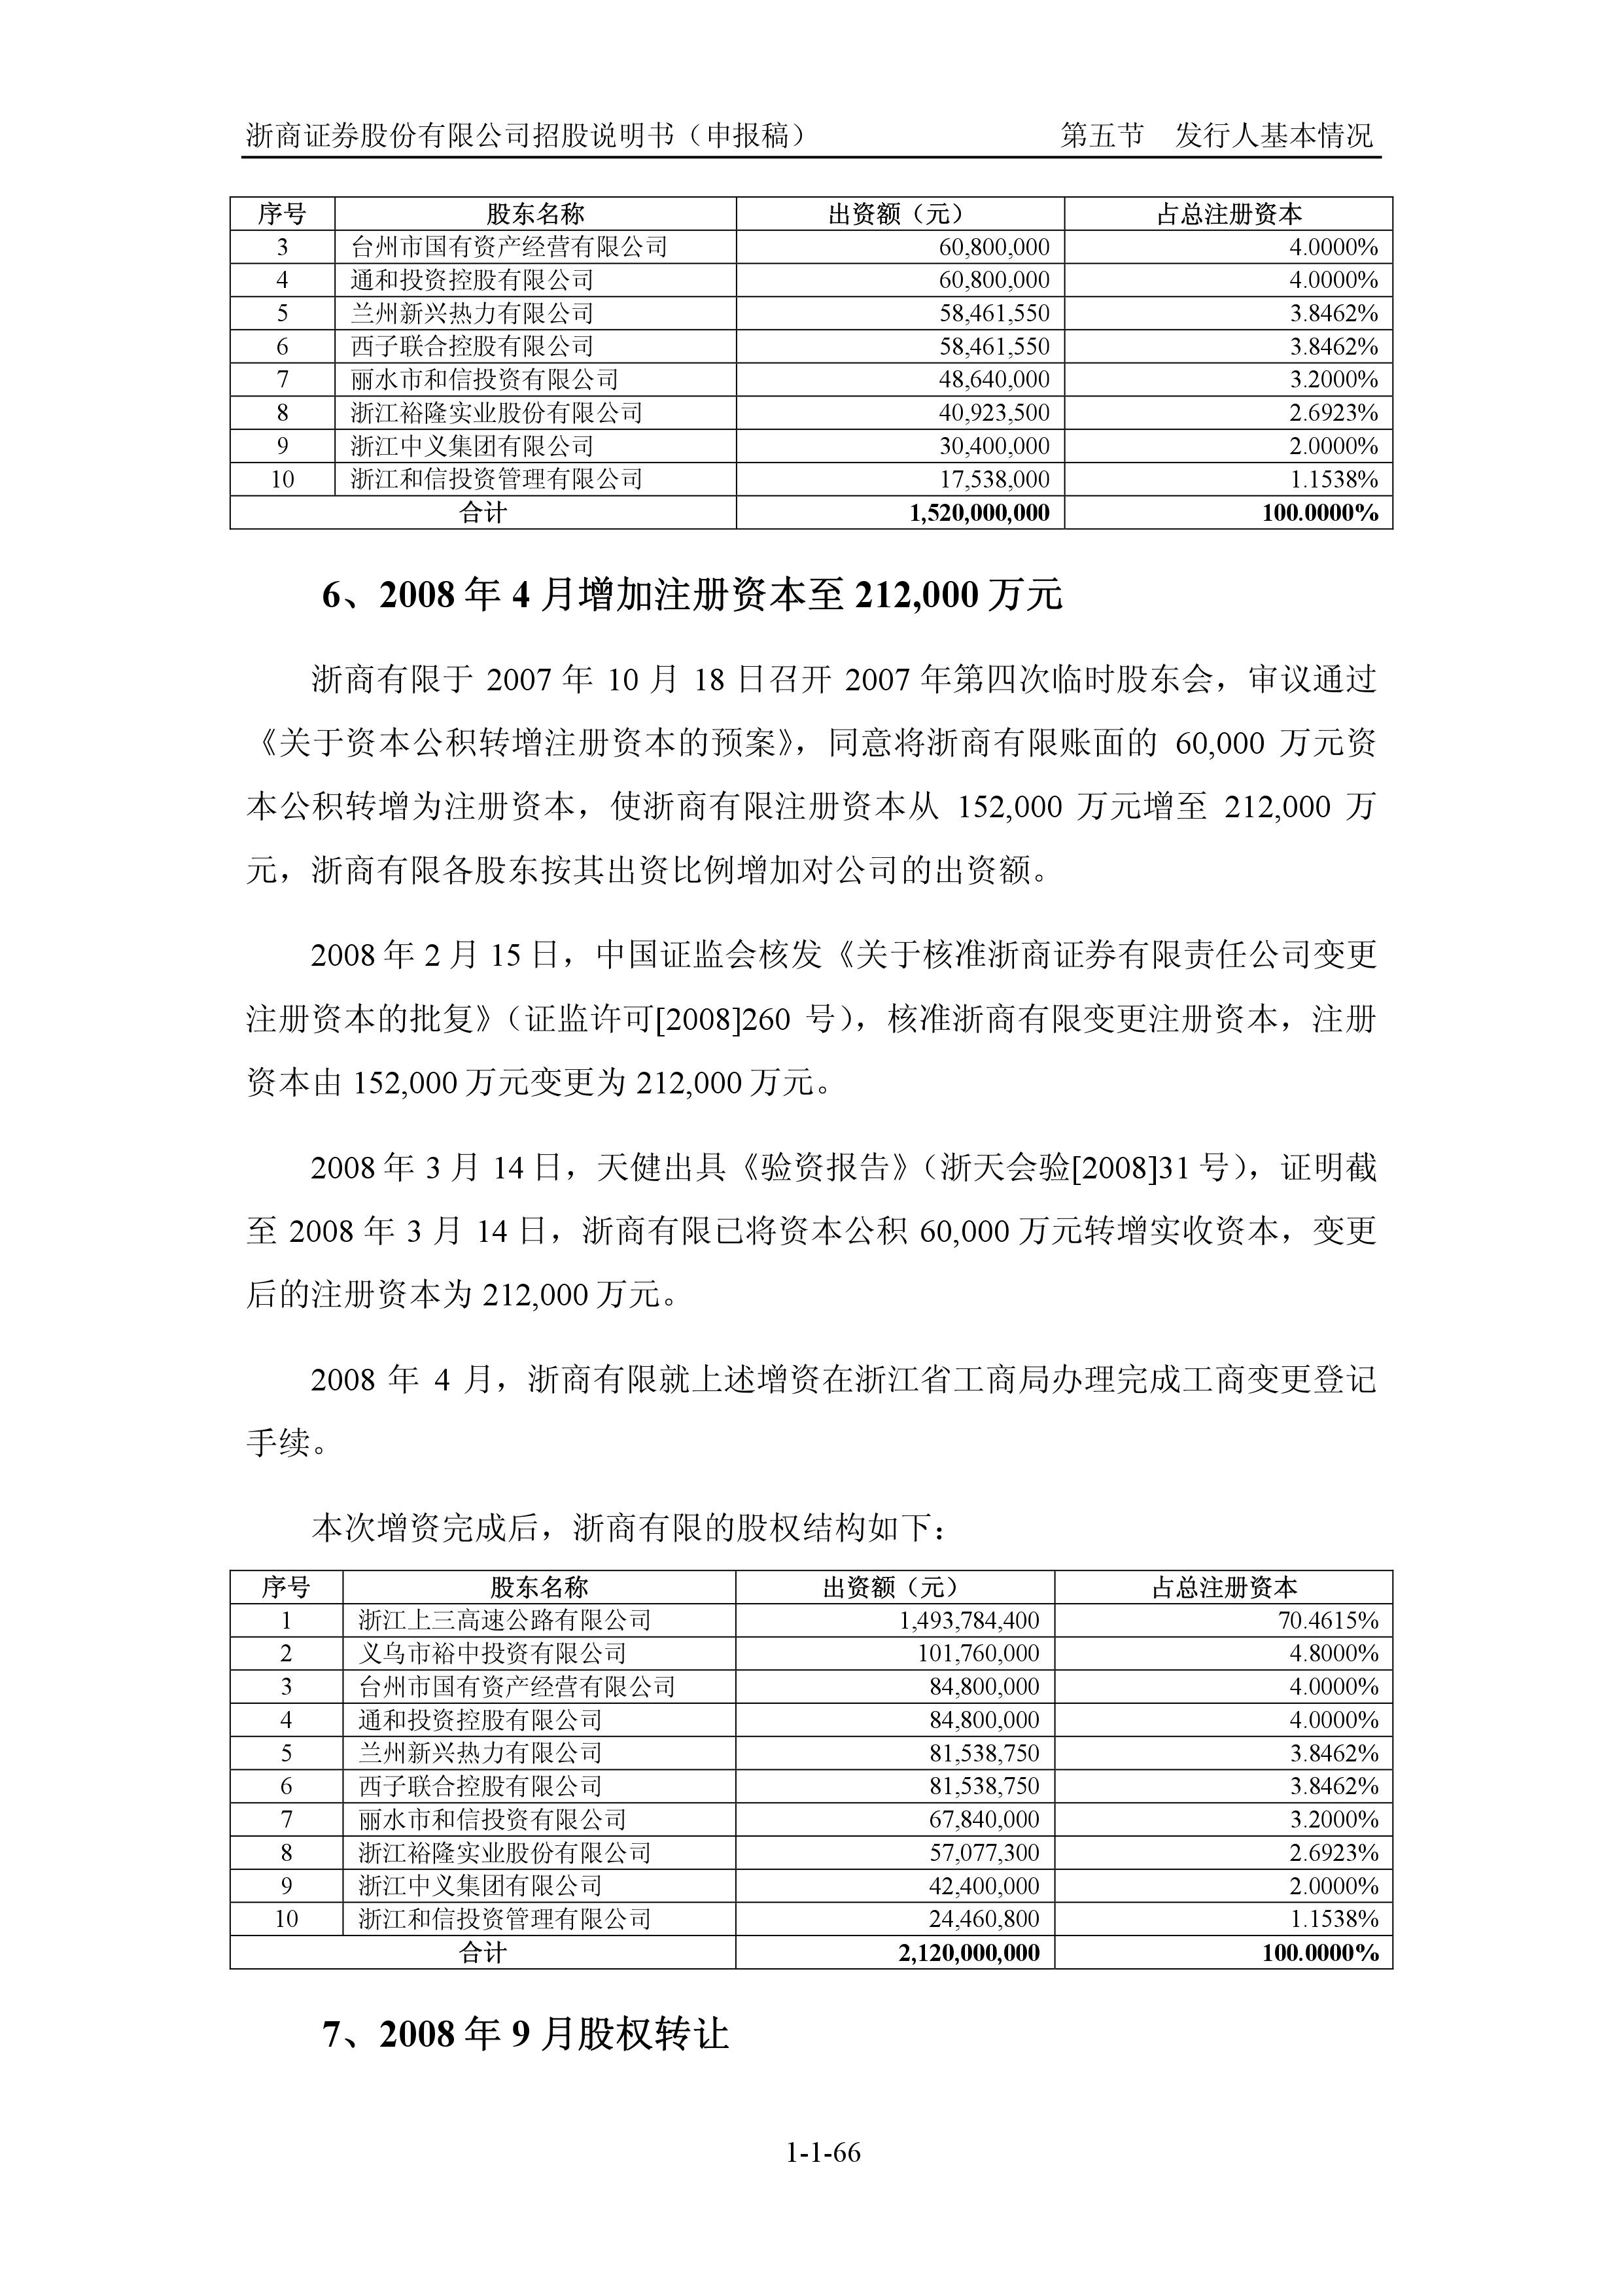 浙商证券股份有限公司招股说明书（申报稿） 第五节 发行人基本情况
序号 股东名称 出资额（元） 占总注册资本
3 台州市国有资产经营有限公司 60,800,000 4.0000%
4 通和投资控股有限公司 60,800,000 4.0000%
5 兰州新兴热力有限公司 58,461,550 3.8462%
6 西子联合控股有限公司 58,461,550 3.8462%
7 丽水市和信投资有限公司 48,640,000 3.2000%
8 浙江裕隆实业股份有限公司 40,923,500 2.6923%
9 浙江中义集团有限公司 30,400,000 2.0000%
10 浙江和信投资管理有限公司 17,538,000 1.1538%
合计 1,520,000,000 100.0000%
6、2008 年 4 月增加注册资本至 212,000 万元
浙商有限于 2007 年 10 月 18 日召开 2007 年第四次临时股东会，审议通过
《关于资本公积转增注册资本的预案》，同意将浙商有限账面的 60,000 万元资
本公积转增为注册资本，使浙商有限注册资本从 152,000 万元增至 212,000 万
元，浙商有限各股东按其出资比例增加对公司的出资额。
2008 年 2 月 15 日，中国证监会核发《关于核准浙商证券有限责任公司变更
注册资本的批复》（证监许可[2008]260 号），核准浙商有限变更注册资本，注册
资本由 152,000 万元变更为 212,000 万元。
2008 年 3 月 14 日，天健出具《验资报告》（浙天会验[2008]31 号），证明截
至 2008 年 3 月 14 日，浙商有限已将资本公积 60,000 万元转增实收资本，变更
后的注册资本为 212,000 万元。
2008 年 4 月，浙商有限就上述增资在浙江省工商局办理完成工商变更登记
手续。
本次增资完成后，浙商有限的股权结构如下：
序号 股东名称 出资额（元） 占总注册资本
1 浙江上三高速公路有限公司 1,493,784,400 70.4615%
2 义乌市裕中投资有限公司 101,760,000 4.8000%
3 台州市国有资产经营有限公司 84,800,000 4.0000%
4 通和投资控股有限公司 84,800,000 4.0000%
5 兰州新兴热力有限公司 81,538,750 3.8462%
6 西子联合控股有限公司 81,538,750 3.8462%
7 丽水市和信投资有限公司 67,840,000 3.2000%
8 浙江裕隆实业股份有限公司 57,077,300 2.6923%
9 浙江中义集团有限公司 42,400,000 2.0000%
10 浙江和信投资管理有限公司 24,460,800 1.1538%
合计 2,120,000,000 100.0000%
7、2008 年 9 月股权转让
1-1-66